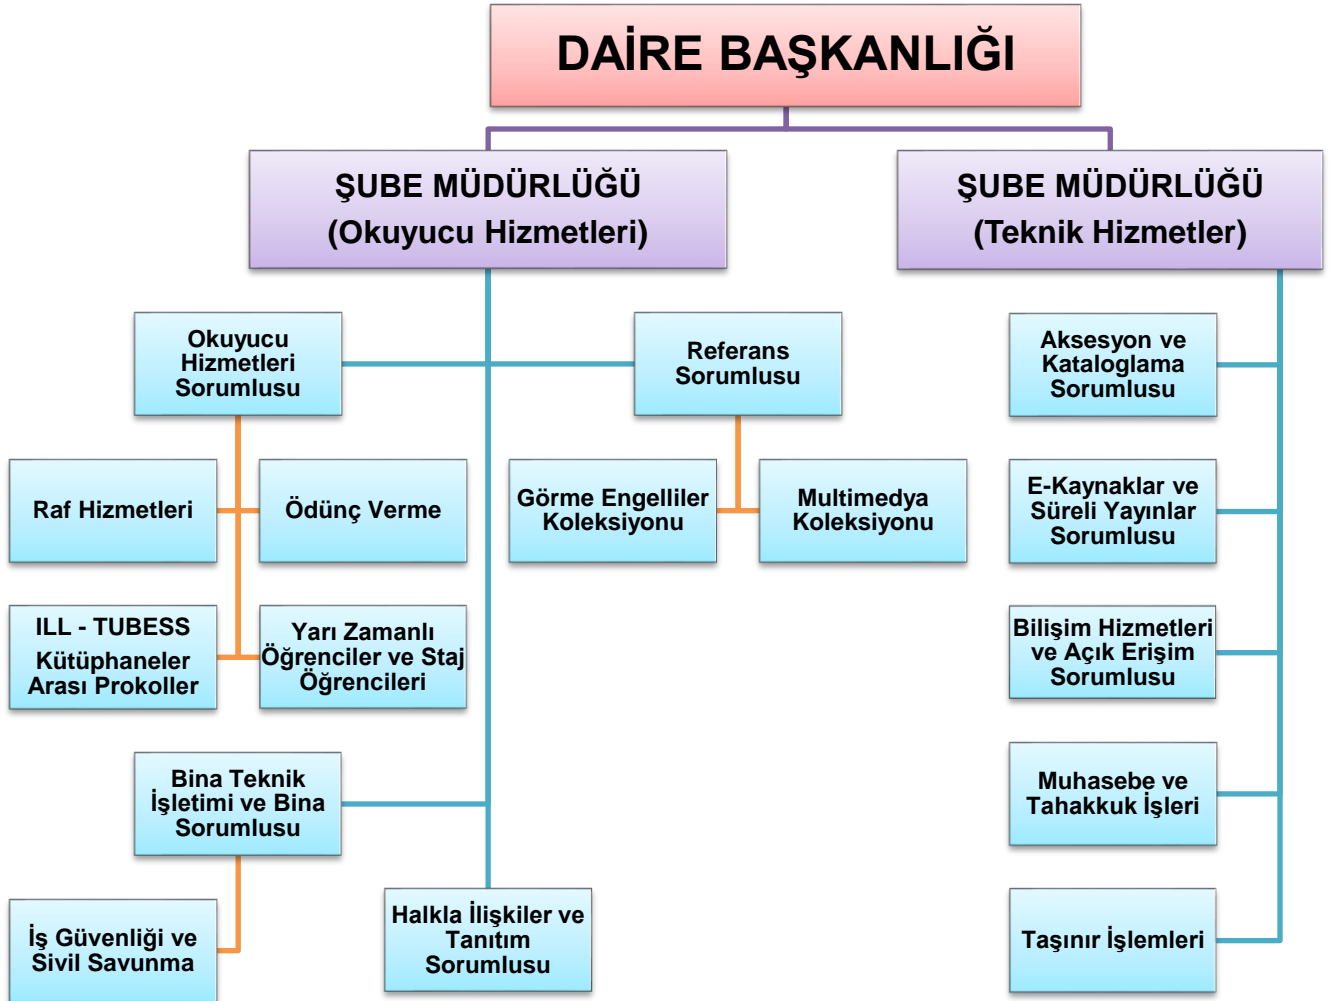 DAİRE BAŞKANLIĞI
ŞUBE MÜDÜRLÜĞÜ
(Okuyucu Hizmetleri)
ŞUBE MÜDÜRLÜĞÜ
(Teknik Hizmetler)
Okuyucu
Hizmetleri
Sorumlusu
Referans
Sorumlusu
Aksesyon ve
Kataloglama
Sorumlusu
Raf Hizmetleri
Ödünç Verme
Görme Engelliler
Koleksiyonu
Multimedya
Koleksiyonu
E-Kaynaklar ve
Süreli Yayınlar
Sorumlusu
ILL - TUBESS
Kütüphaneler
Arası Prokoller
Yarı Zamanlı
Öğrenciler ve Staj
Öğrencileri
Bilişim Hizmetleri
ve Açık Erişim
Sorumlusu
Bina Teknik
İşletimi ve Bina
Sorumlusu
Muhasebe ve
Tahakkuk İşleri
İş Güvenliği ve
Sivil Savunma
Halkla İlişkiler ve
Tanıtım
Sorumlusu
Taşınır İşlemleri